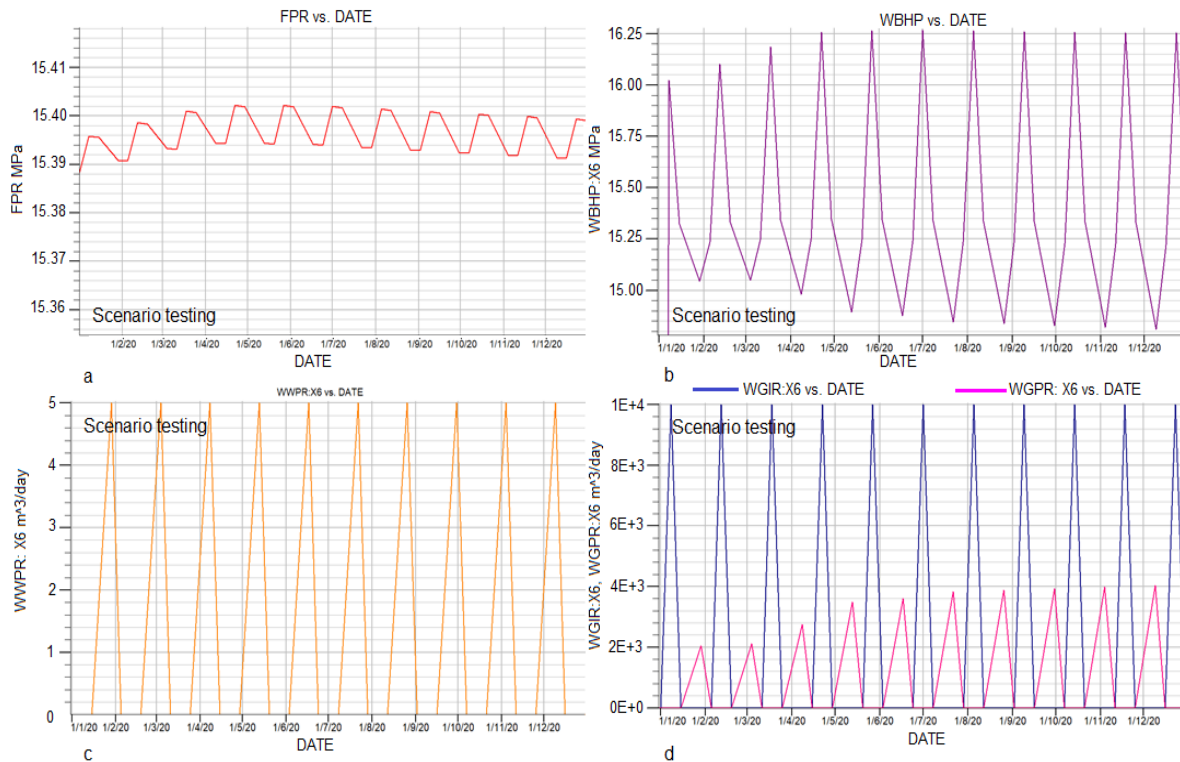 FPR vs. DATE
15.41
15.40
15.39
15.38
15.37
15.36
FPR MPa
Scenario testing
1/2/20 1/3/20 1/4/20 1/5/20 1/6/20 1/7/20 1/8/20 1/9/20 1/10/20 1/11/20 1/12/20
DATE
a
WBHP vs. DATE
16.25
16.00
15.75
15.50
15.25
15.00
WBHP:X6 MPa
Scenario testing
1/1/20 1/2/20 1/3/20 1/4/20 1/5/20 1/6/20 1/7/20 1/8/20 1/9/20 1/10/20 1/11/20 1/12/20
DATE
b
WWPR:X6 vs. DATE
5
4
3
2
1
0
WWPR: X6 m^3/day
Scenario testing
1/1/20 1/2/20 1/3/20 1/4/20 1/5/20 1/6/20 1/7/20 1/8/20 1/9/20 1/10/20 1/11/20 1/12/20
DATE
c
WGIR:X6 vs. DATE WGPR: X6 vs. DATE
1E+4
8E+3
6E+3
4E+3
2E+3
0E+0
WGIR:X6, WGPR:X6 m^3/day
Scenario testing
1/1/20 1/2/20 1/3/20 1/4/20 1/5/20 1/6/20 1/7/20 1/8/20 1/9/20 1/10/20 1/11/20 1/12/20
DATE
d